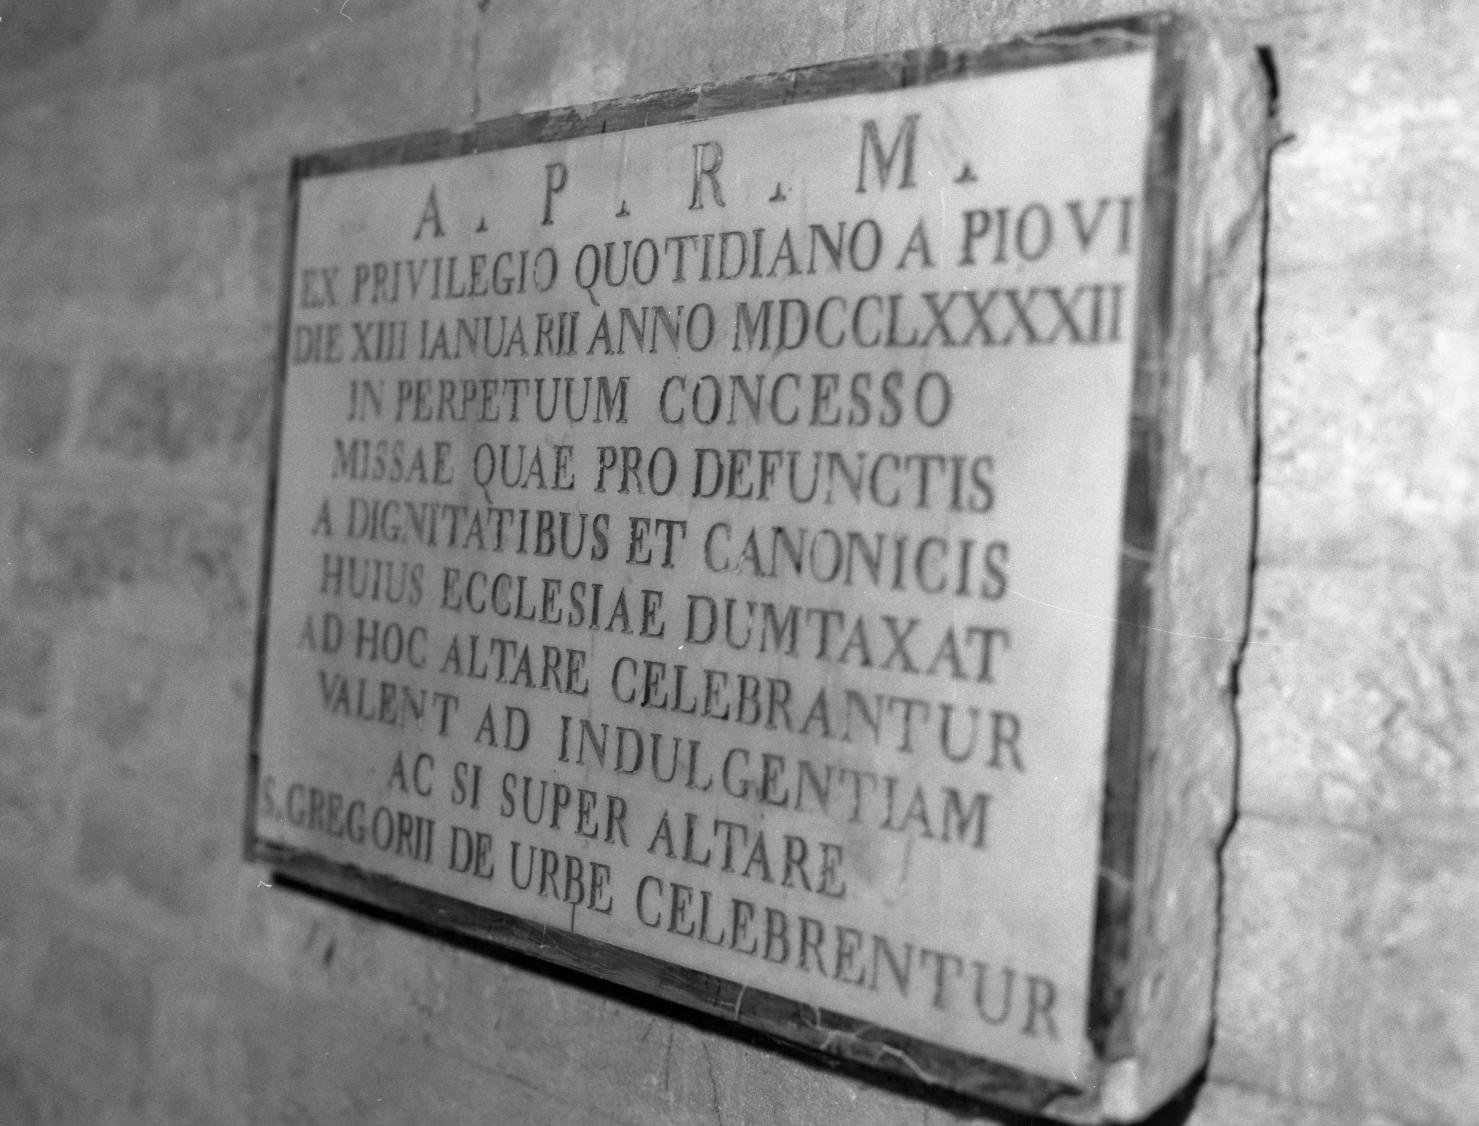 A . P . R . M .
EX PRIVILEGIO QUOTIDIANO A PIO VI
DIE XIII IANUARII ANNO MDCCLXXXXII
IN PERPETUUM CONCESSO
MISSAE QUAE PRO DEFUNCTIS
A DIGNITATIBUS ET CANONICIS
HUIUS ECCLESIAE DUMTAXAT
AD HOC ALTARE CELEBRANTUR
VALENT AD INDULGENTIAM
AC SI SUPER ALTARE
S. GREGORII DE URBE CELEBRENTUR